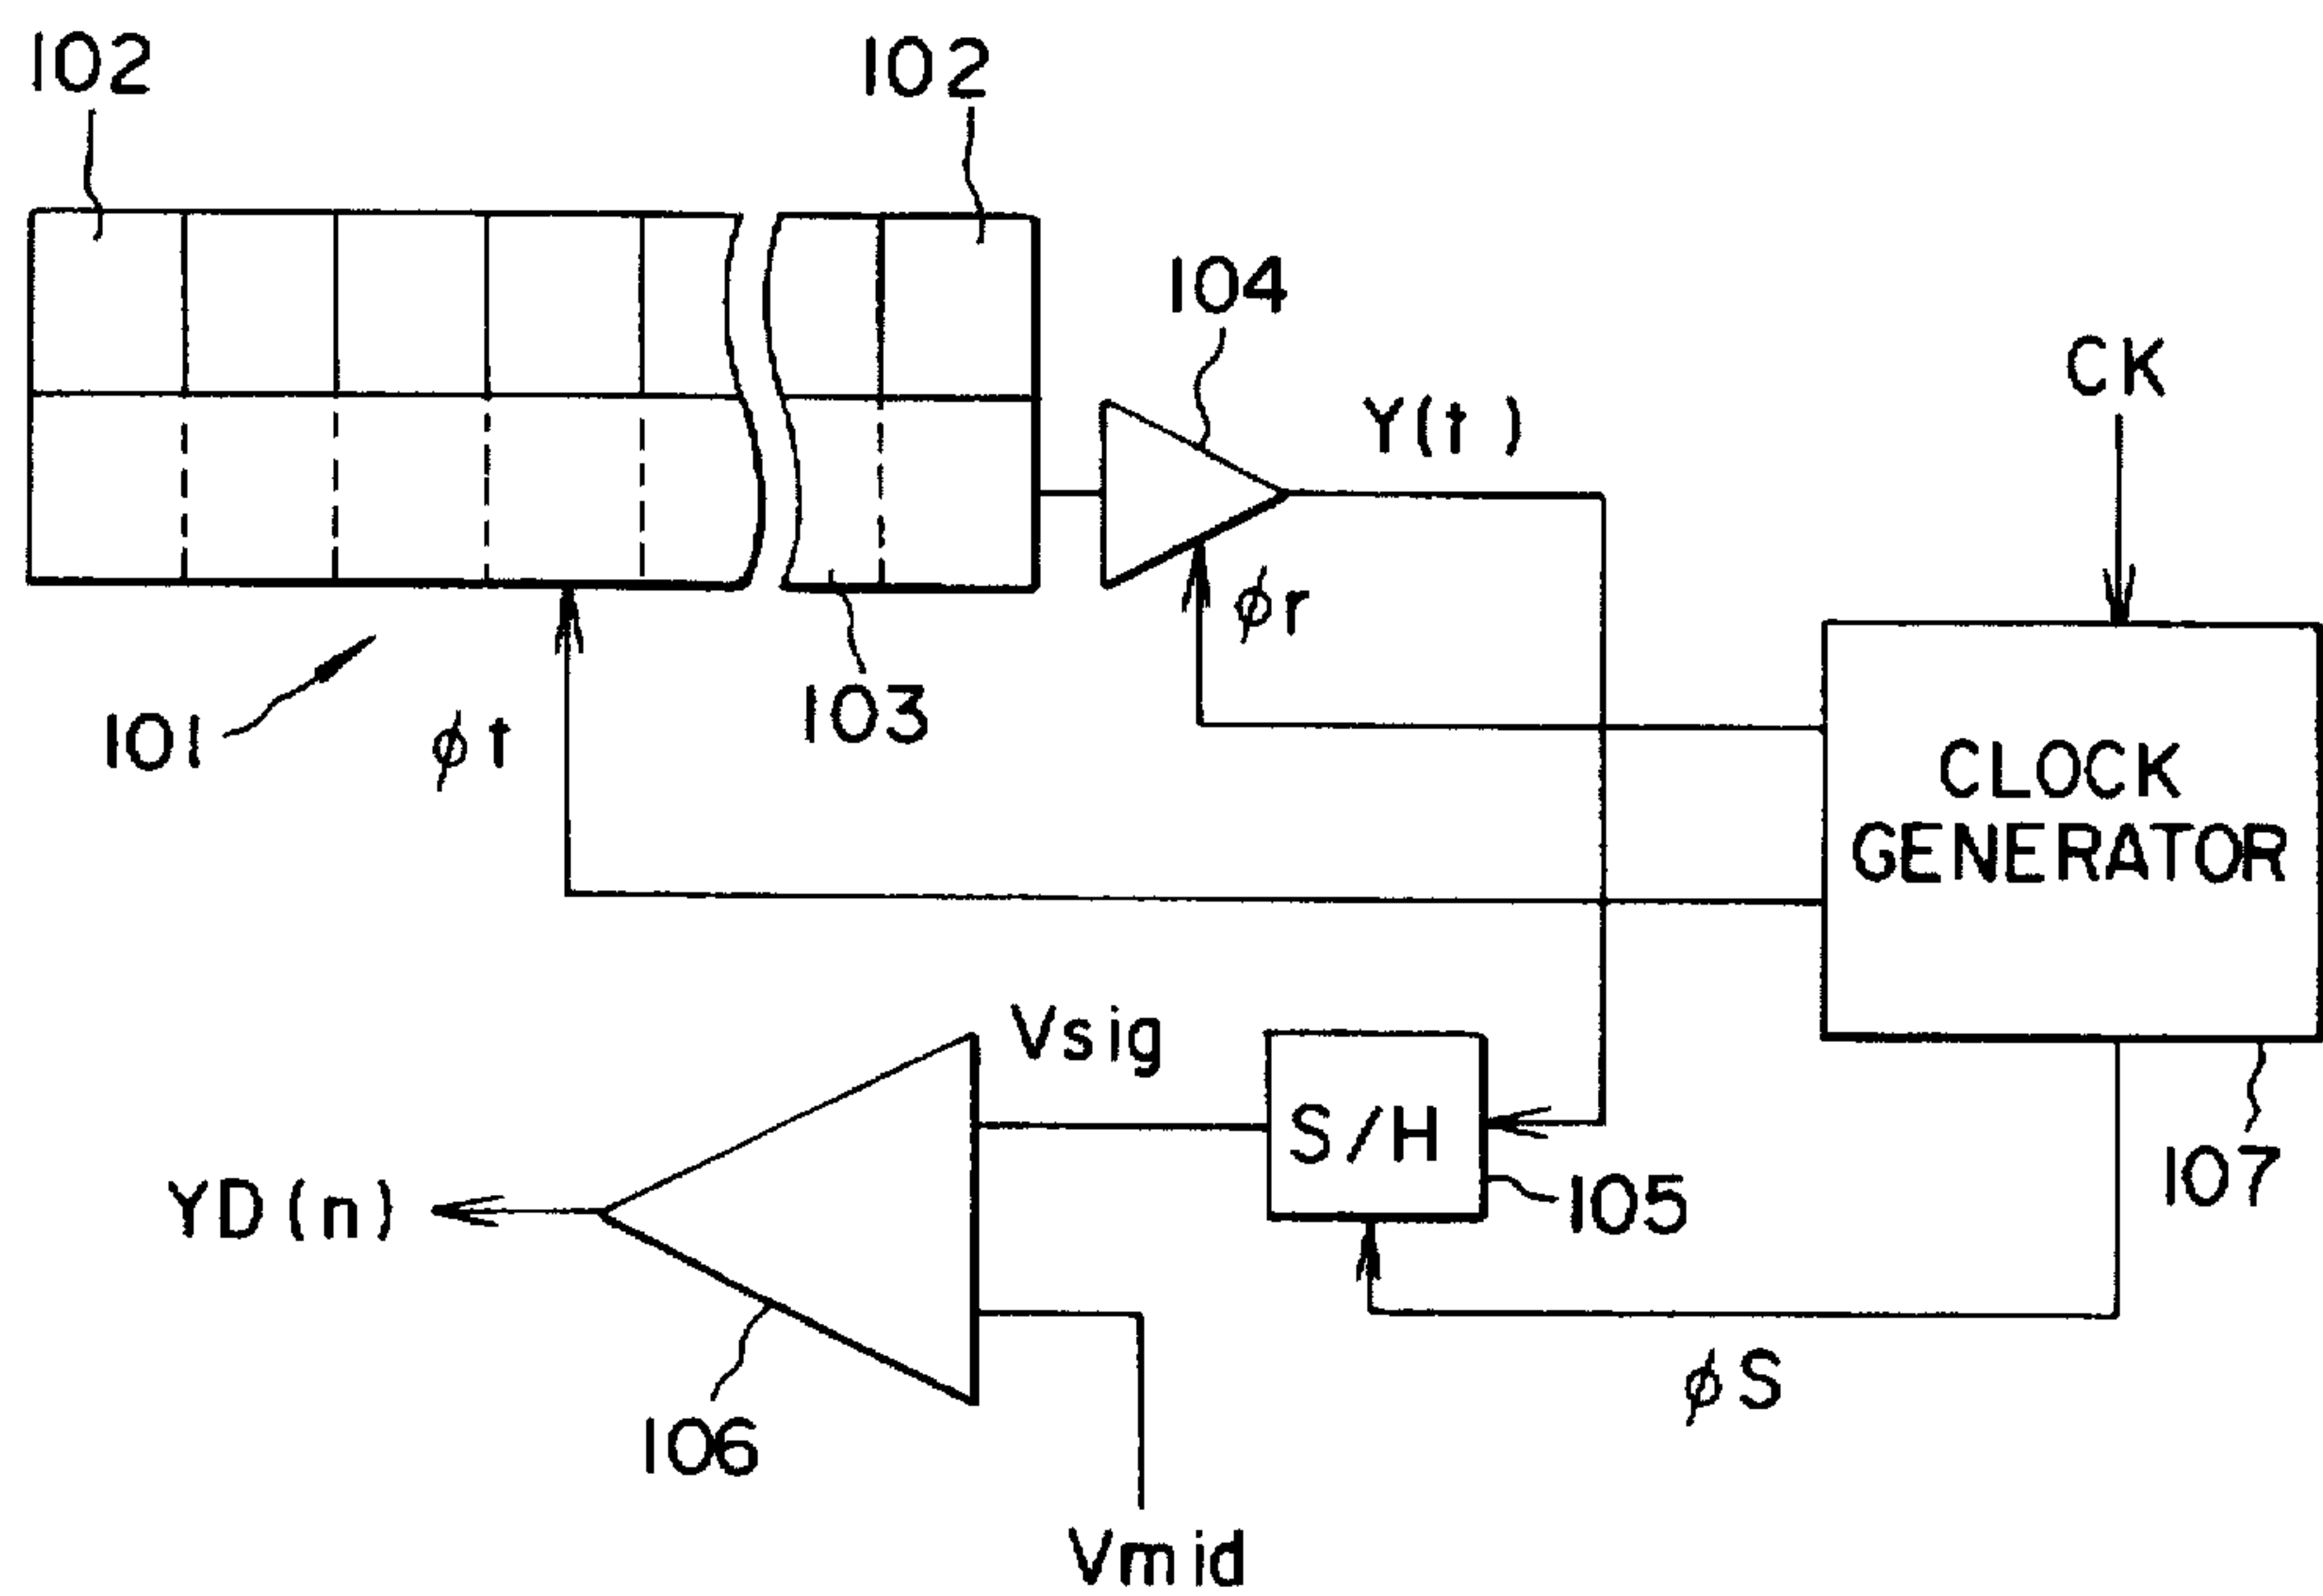 102
102
104
Y(t)
CK
φr
103
101
φt
CLOCK
GENERATOR
Vsig
S/H
YD(n)
105
107
φS
106
Vmid